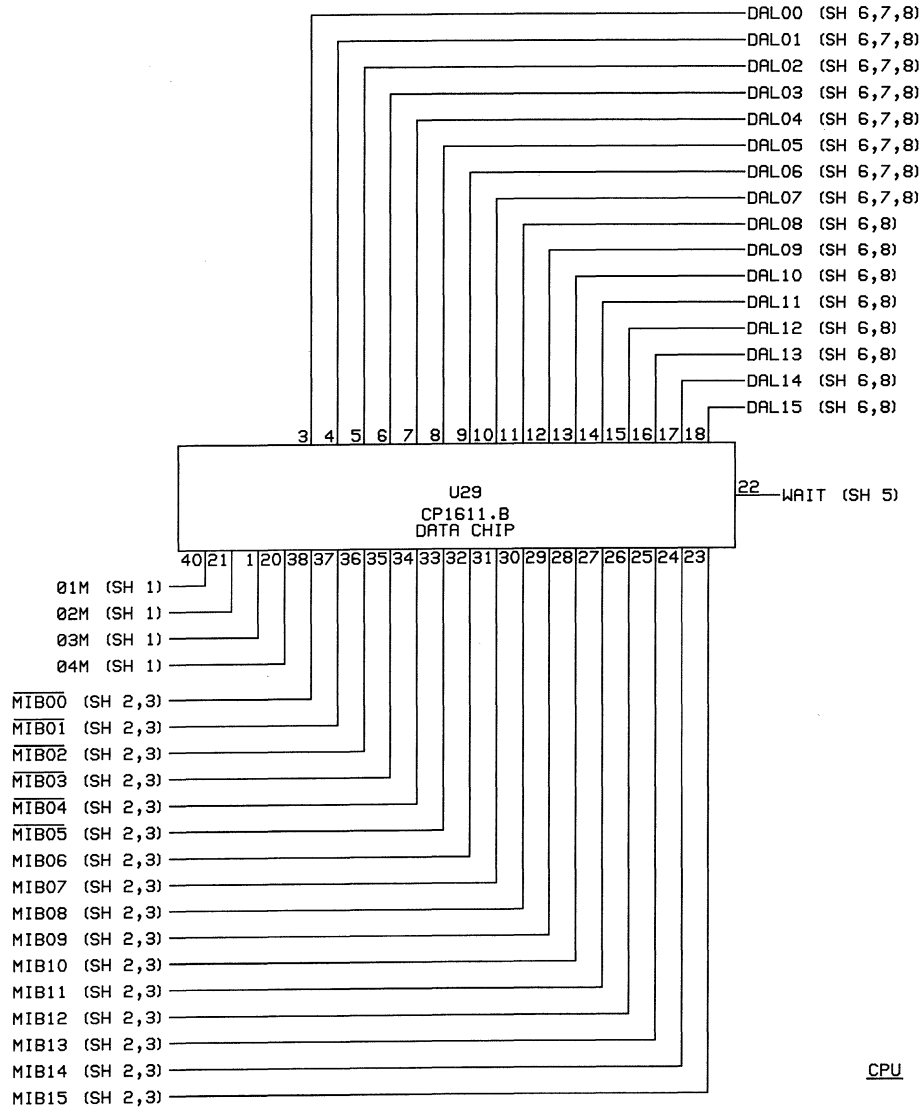 DAL00 (SH 6,7,8)
DAL01 (SH 6,7,8)
DAL02 (SH 6,7,8)
DAL03 (SH 6,7,8)
DAL04 (SH 6,7,8)
DAL05 (SH 6,7,8)
DAL06 (SH 6,7,8)
DAL07 (SH 6,7,8)
DAL08 (SH 6,8)
DAL09 (SH 6,8)
DAL10 (SH 6,8)
DAL11 (SH 6,8)
DAL12 (SH 6,8)
DAL13 (SH 6,8)
DAL14 (SH 6,8)
DAL15 (SH 6,8)
3 4 5 6 7 8 9 10 11 12 13 14 15 16 17 18
U29
CP1611.B
DATA CHIP
22 WAIT (SH 5)
40 21 1 20 38 37 36 35 34 33 32 31 30 29 28 27 26 25 24 23
01M (SH 1)
02M (SH 1)
03M (SH 1)
04M (SH 1)
MIB00 (SH 2,3)
MIB01 (SH 2,3)
MIB02 (SH 2,3)
MIB03 (SH 2,3)
MIB04 (SH 2,3)
MIB05 (SH 2,3)
MIB06 (SH 2,3)
MIB07 (SH 2,3)
MIB08 (SH 2,3)
MIB09 (SH 2,3)
MIB10 (SH 2,3)
MIB11 (SH 2,3)
MIB12 (SH 2,3)
MIB13 (SH 2,3)
MIB14 (SH 2,3)
MIB15 (SH 2,3)
CPU